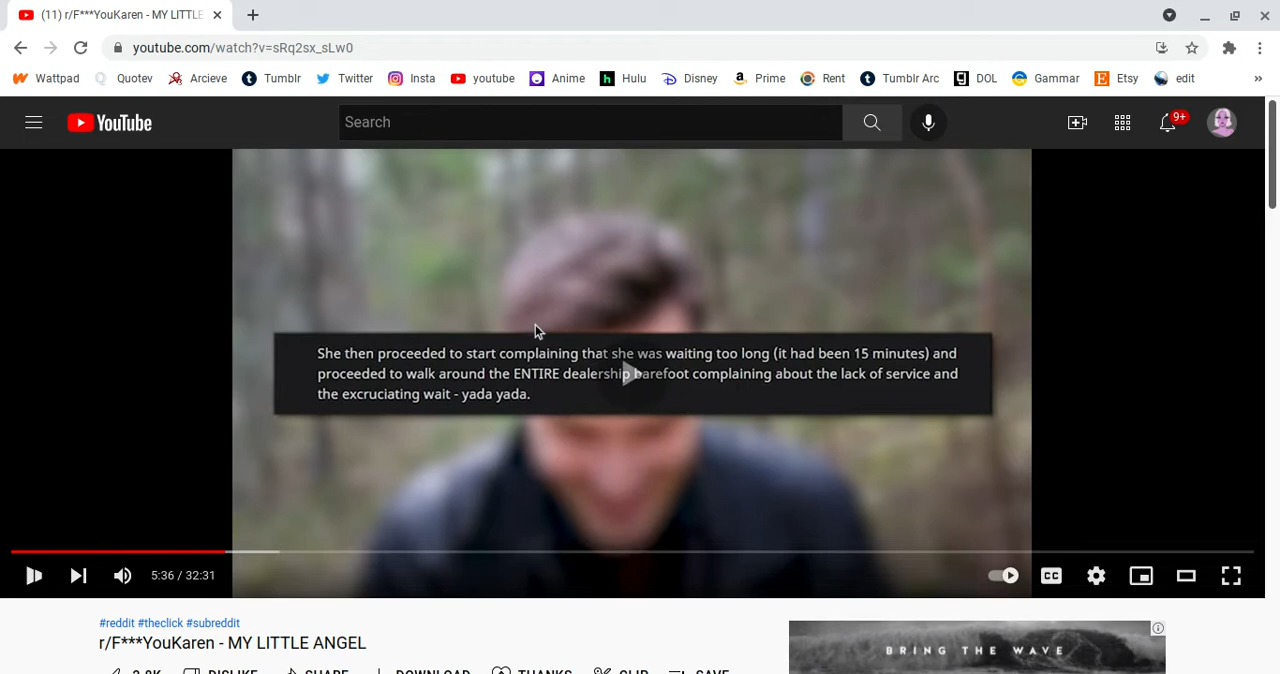 (11) r/F***YouKaren - MY LITTLE
youtube.com/watch?v=sRq2sx_sLw0
Wattpad Quotev Arcieve Tumblr Twitter Insta youtube Anime Hulu Disney Prime Rent Tumblr Arc DOL Gammar Etsy edit »
YouTube Search 9+
She then proceeded to start complaining that she was waiting too long (it had been 15 minutes) and
proceeded to walk around the ENTIRE dealership barefoot complaining about the lack of service and
the excruciating wait - yada yada.
5:36 / 32:31 CC
#reddit #theclick #subreddit
r/F***YouKaren - MY LITTLE ANGEL
BRING THE WAVE
DISLIKE SHARE DOWNLOAD THANKS CLIP SAVE